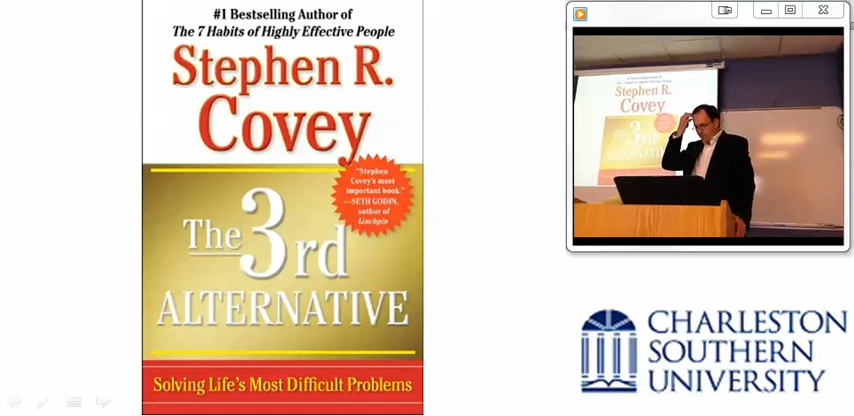 #1 Bestselling Author of
The 7 Habits of Highly Effective People
Stephen R.
Covey
"Stephen
Covey's most
important book."
—SETH GODIN,
author of
Linchpin
The 3rd
ALTERNATIVE
Solving Life's Most Difficult Problems
Stephen R.
Covey
The 3rd
ALTERNATIVE
CHARLESTON
SOUTHERN
UNIVERSITY